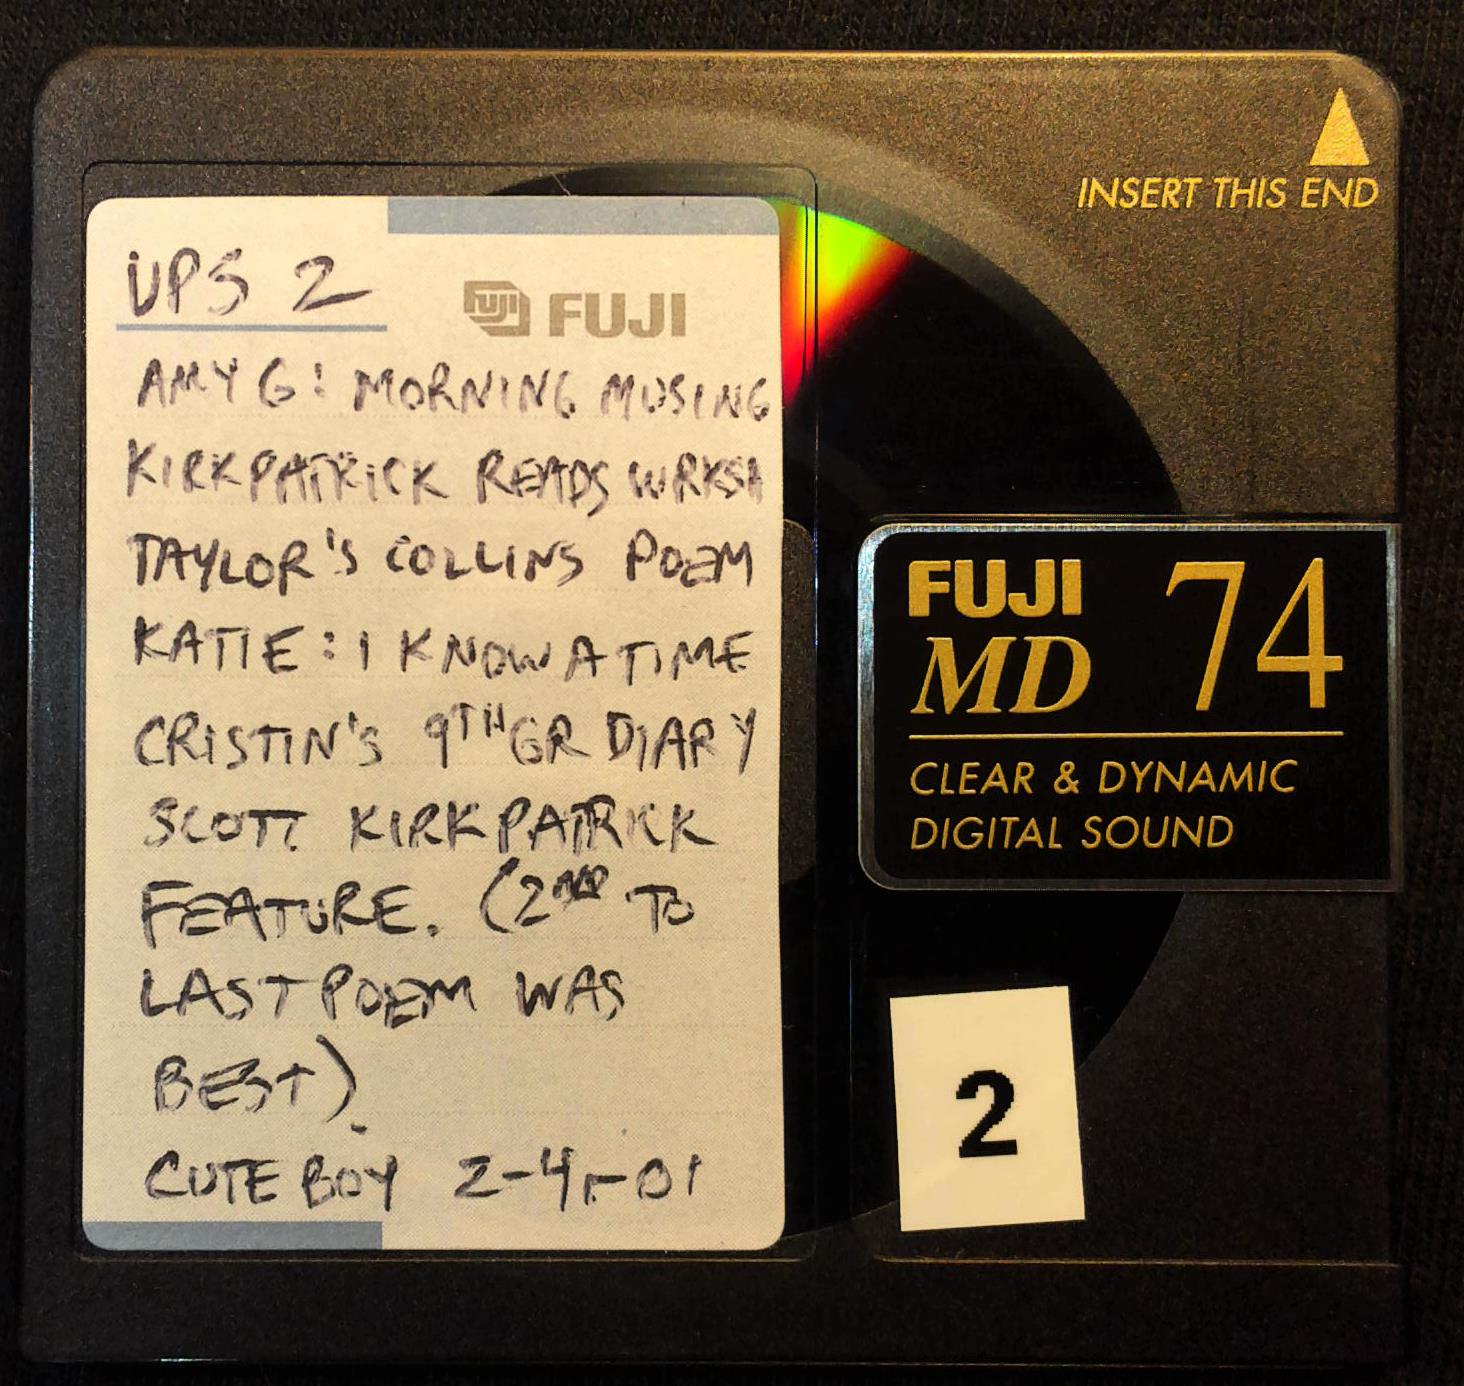 UPS 2
FUJI
FUJI
AMY G: MORNING MUSING
KIRKPATRICK READS WRKSH
TAYLOR'S COLLINS POEM
KATIE: I KNOW A TIME
CRISTIN'S 9TH GR DIARY
SCOTT KIRKPATRICK
FEATURE. (2ND TO
LAST POEM WAS
BEST).
CUTE BOY 2-4-01
INSERT THIS END
FUJI
MD 74
CLEAR & DYNAMIC
DIGITAL SOUND
2